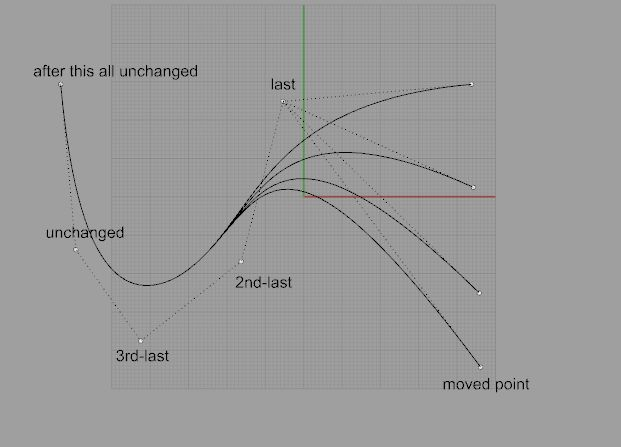 after this all unchanged
last
unchanged
2nd-last
3rd-last
moved point